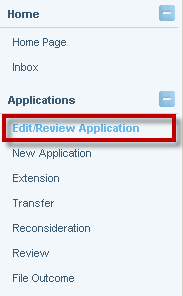 Home
Home Page
Inbox
Applications
Edit/Review Application
New Application
Extension
Transfer
Reconsideration
Review
File Outcome